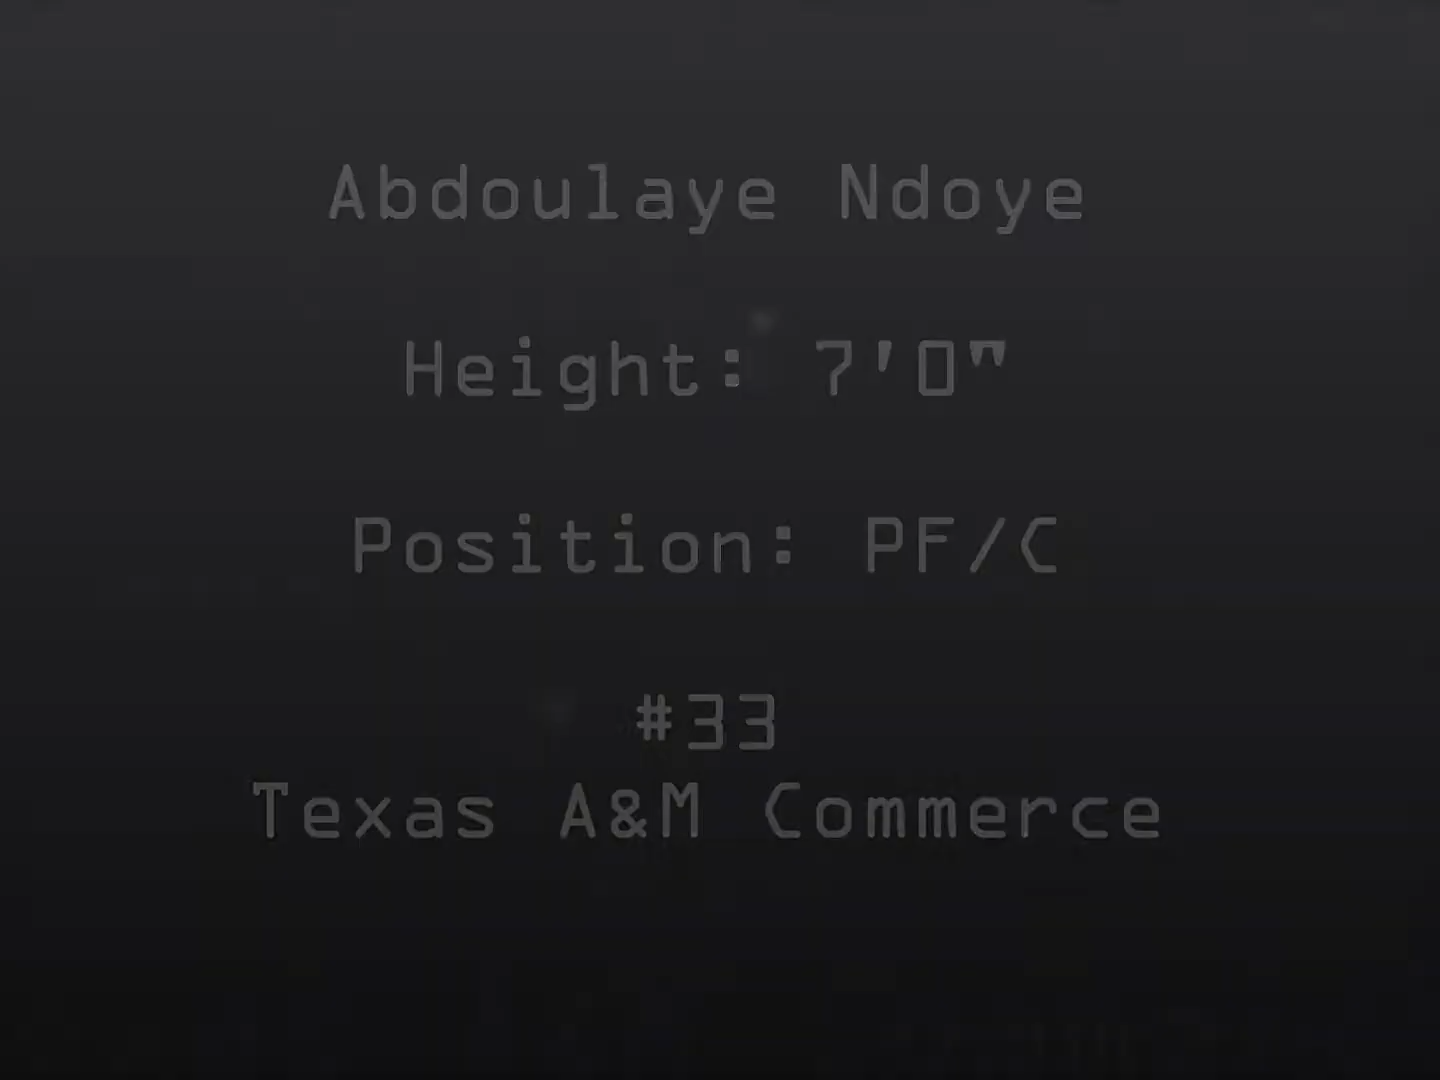 Abdoulaye Ndoye
Height: 7'0"
Position: PF/C
#33
Texas A&M Commerce